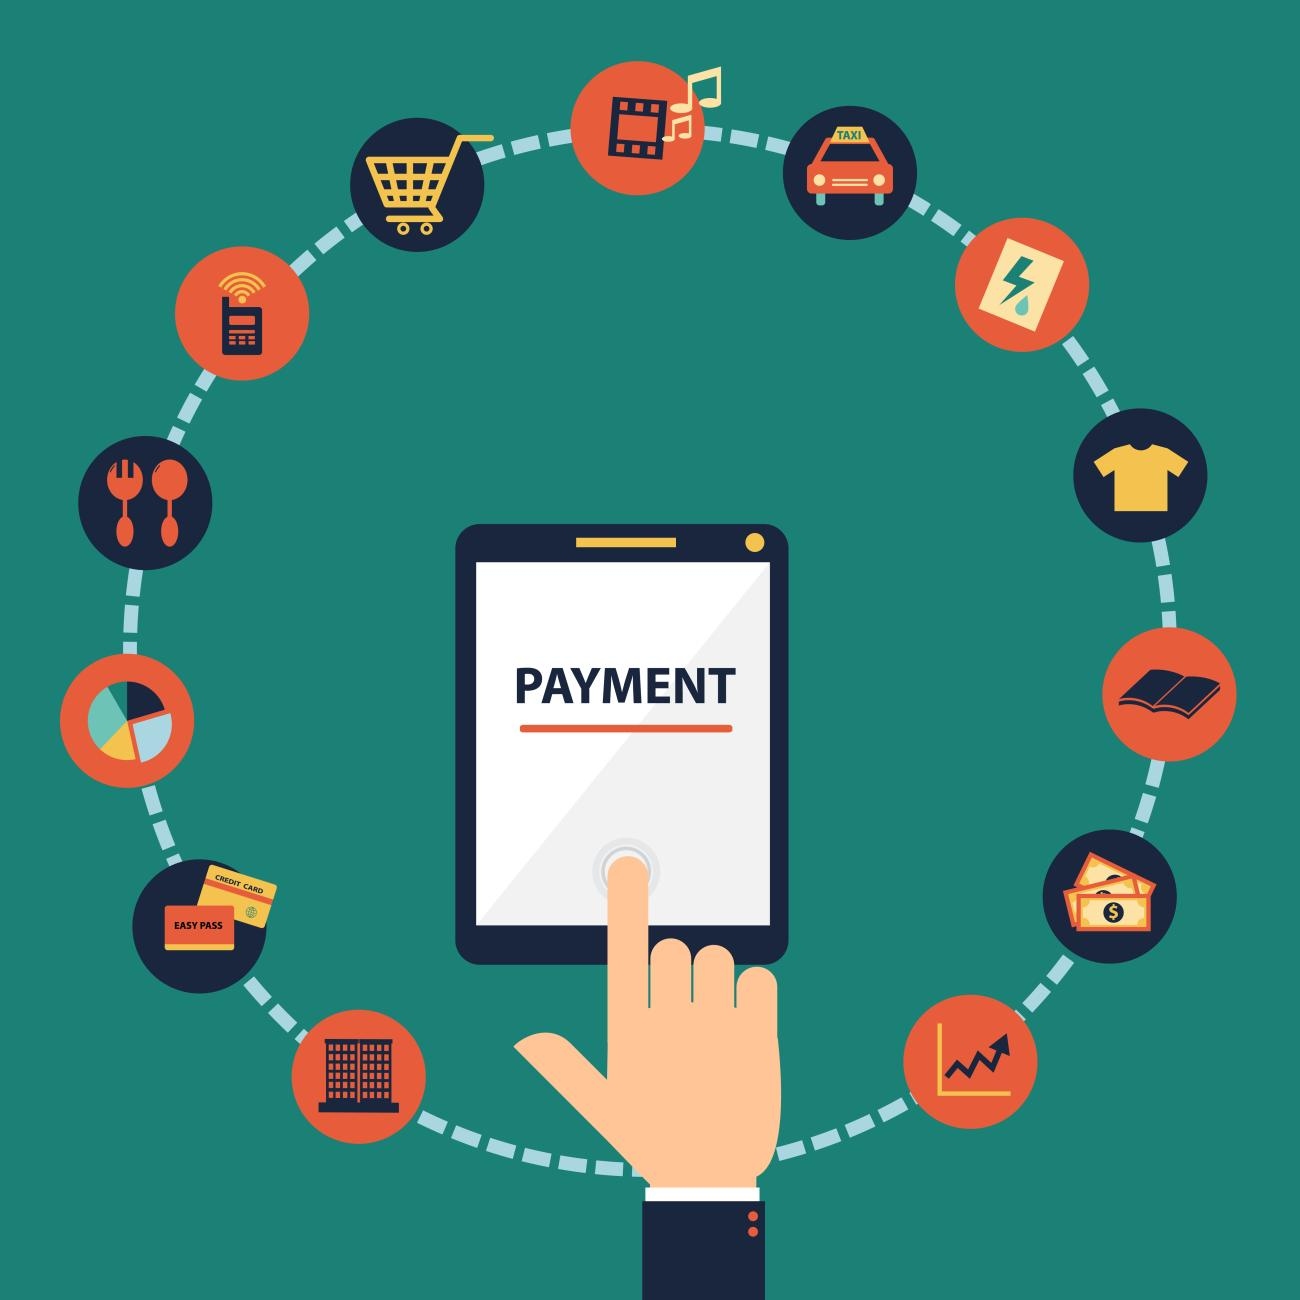 TAXI
PAYMENT
CREDIT CARD
EASY PASS
$